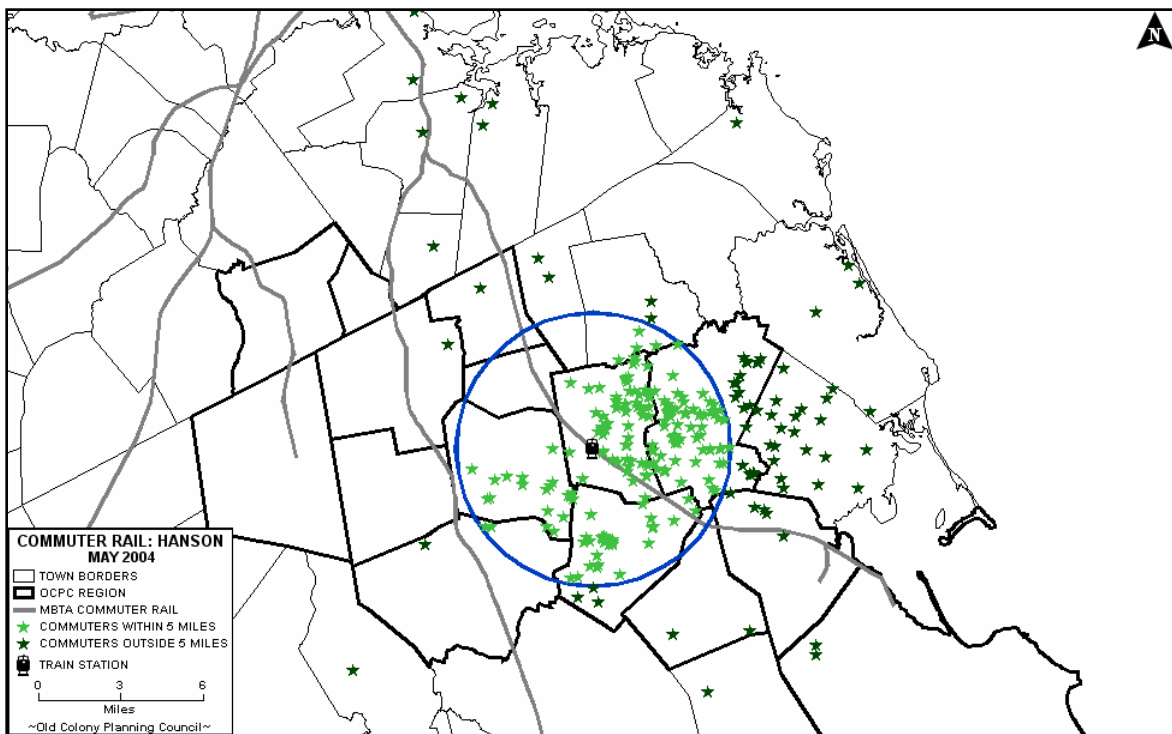 N
COMMUTER RAIL: HANSON
MAY 2004
TOWN BORDERS
OCPC REGION
MBTA COMMUTER RAIL
COMMUTERS WITHIN 5 MILES
COMMUTERS OUTSIDE 5 MILES
TRAIN STATION
0 3 6
Miles
~Old Colony Planning Council~